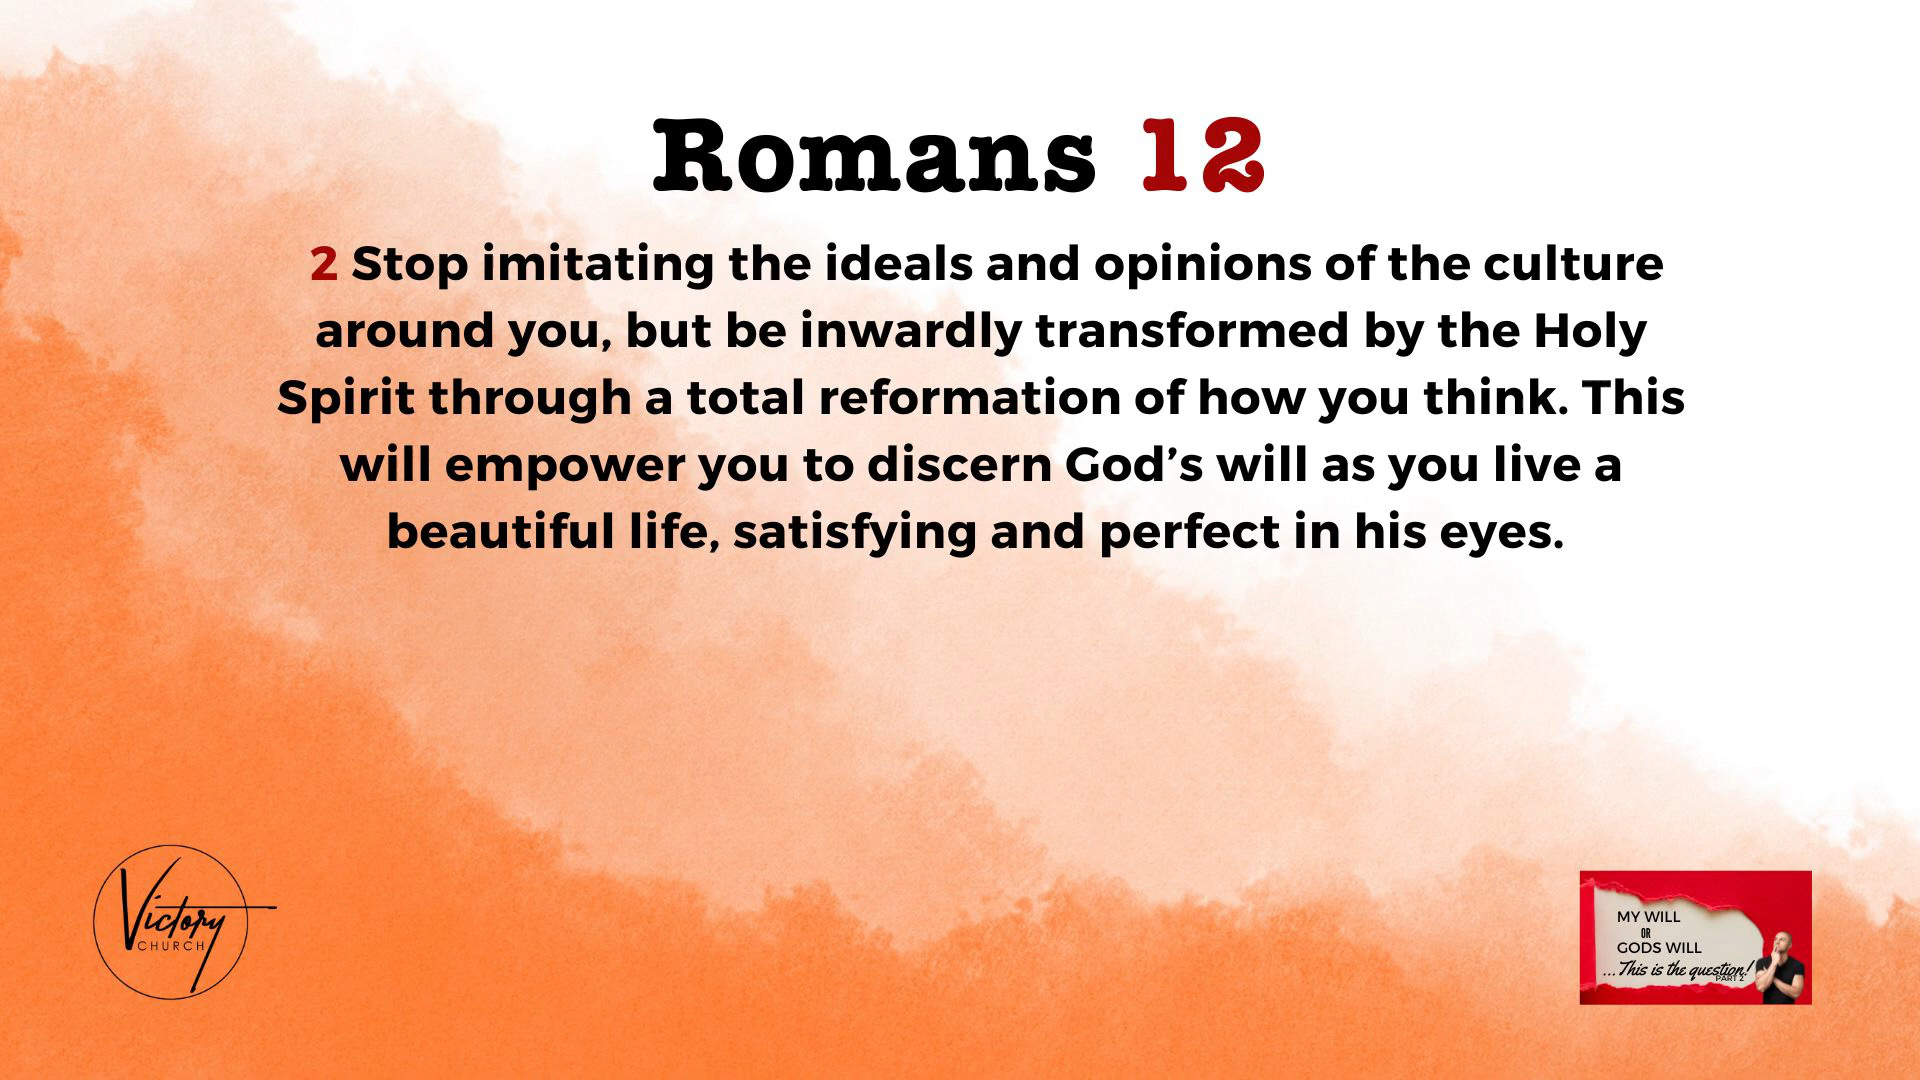 Romans 12
2 Stop imitating the ideals and opinions of the culture
around you, but be inwardly transformed by the Holy
Spirit through a total reformation of how you think. This
will empower you to discern God’s will as you live a
beautiful life, satisfying and perfect in his eyes.
Victory
CHURCH
MY WILL
OR
GODS WILL
...This is the question!
PART 2